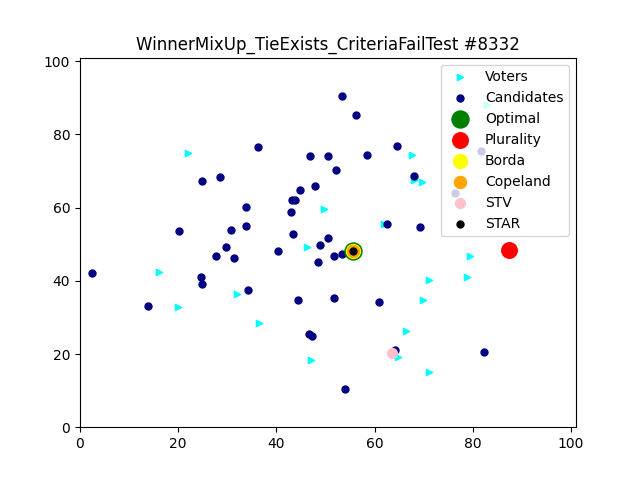 WinnerMixUp_TieExists_CriteriaFailTest #8332
100
80
60
40
20
0
0
20
40
60
80
100
Voters
Candidates
Optimal
Plurality
Borda
Copeland
STV
STAR